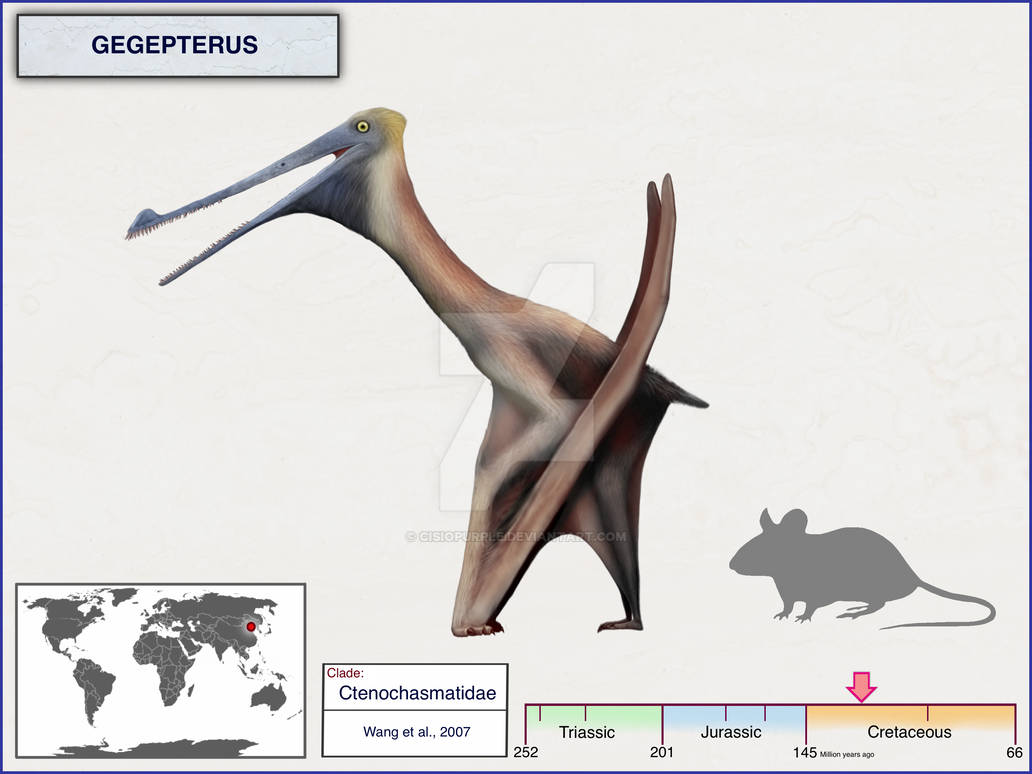 GEGEPTERUS
© CISIOPURPLE.DEVIANTART.COM
Clade:
Ctenochasmatidae
Wang et al., 2007
Triassic
Jurassic
Cretaceous
252
201
145 Million years ago
66